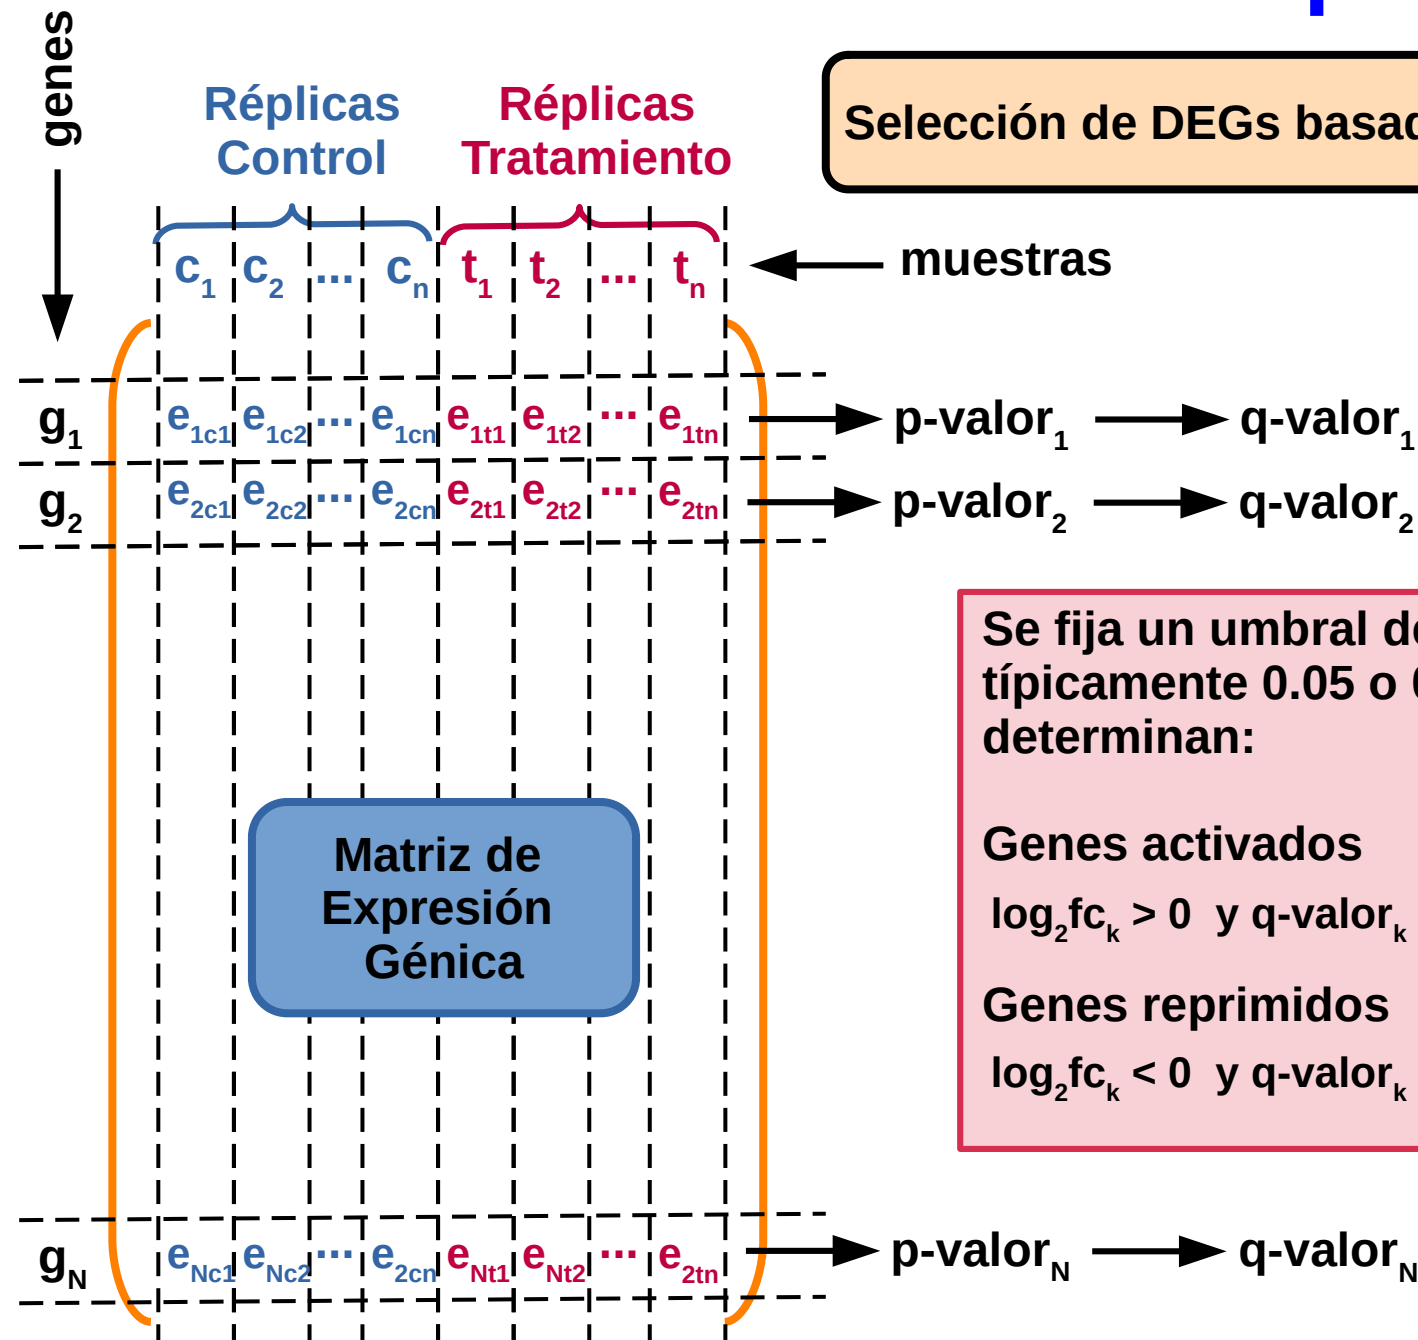 genes
Réplicas
Control
Réplicas
Tratamiento
Selección de DEGs
c1 c2 ... cn t1 t2 ... tn
muestras
g1 e1c1 e1c2 ... e1cn e1t1 e1t2 ... e1tn p-valor1 q-valor1
g2 e2c1 e2c2 ... e2cn e2t1 e2t2 ... e2tn p-valor2 q-valor2
Se fija un umbral
típicamente 0.05 o
determinan:
Genes activados
log2fck > 0 y q-valork
Genes reprimidos
log2fck < 0 y q-valork
Matriz de
Expresión
Génica
gN eNc1 eNc2 ... e2cn eNt1 eNt2 ... e2tn p-valorN q-valorN